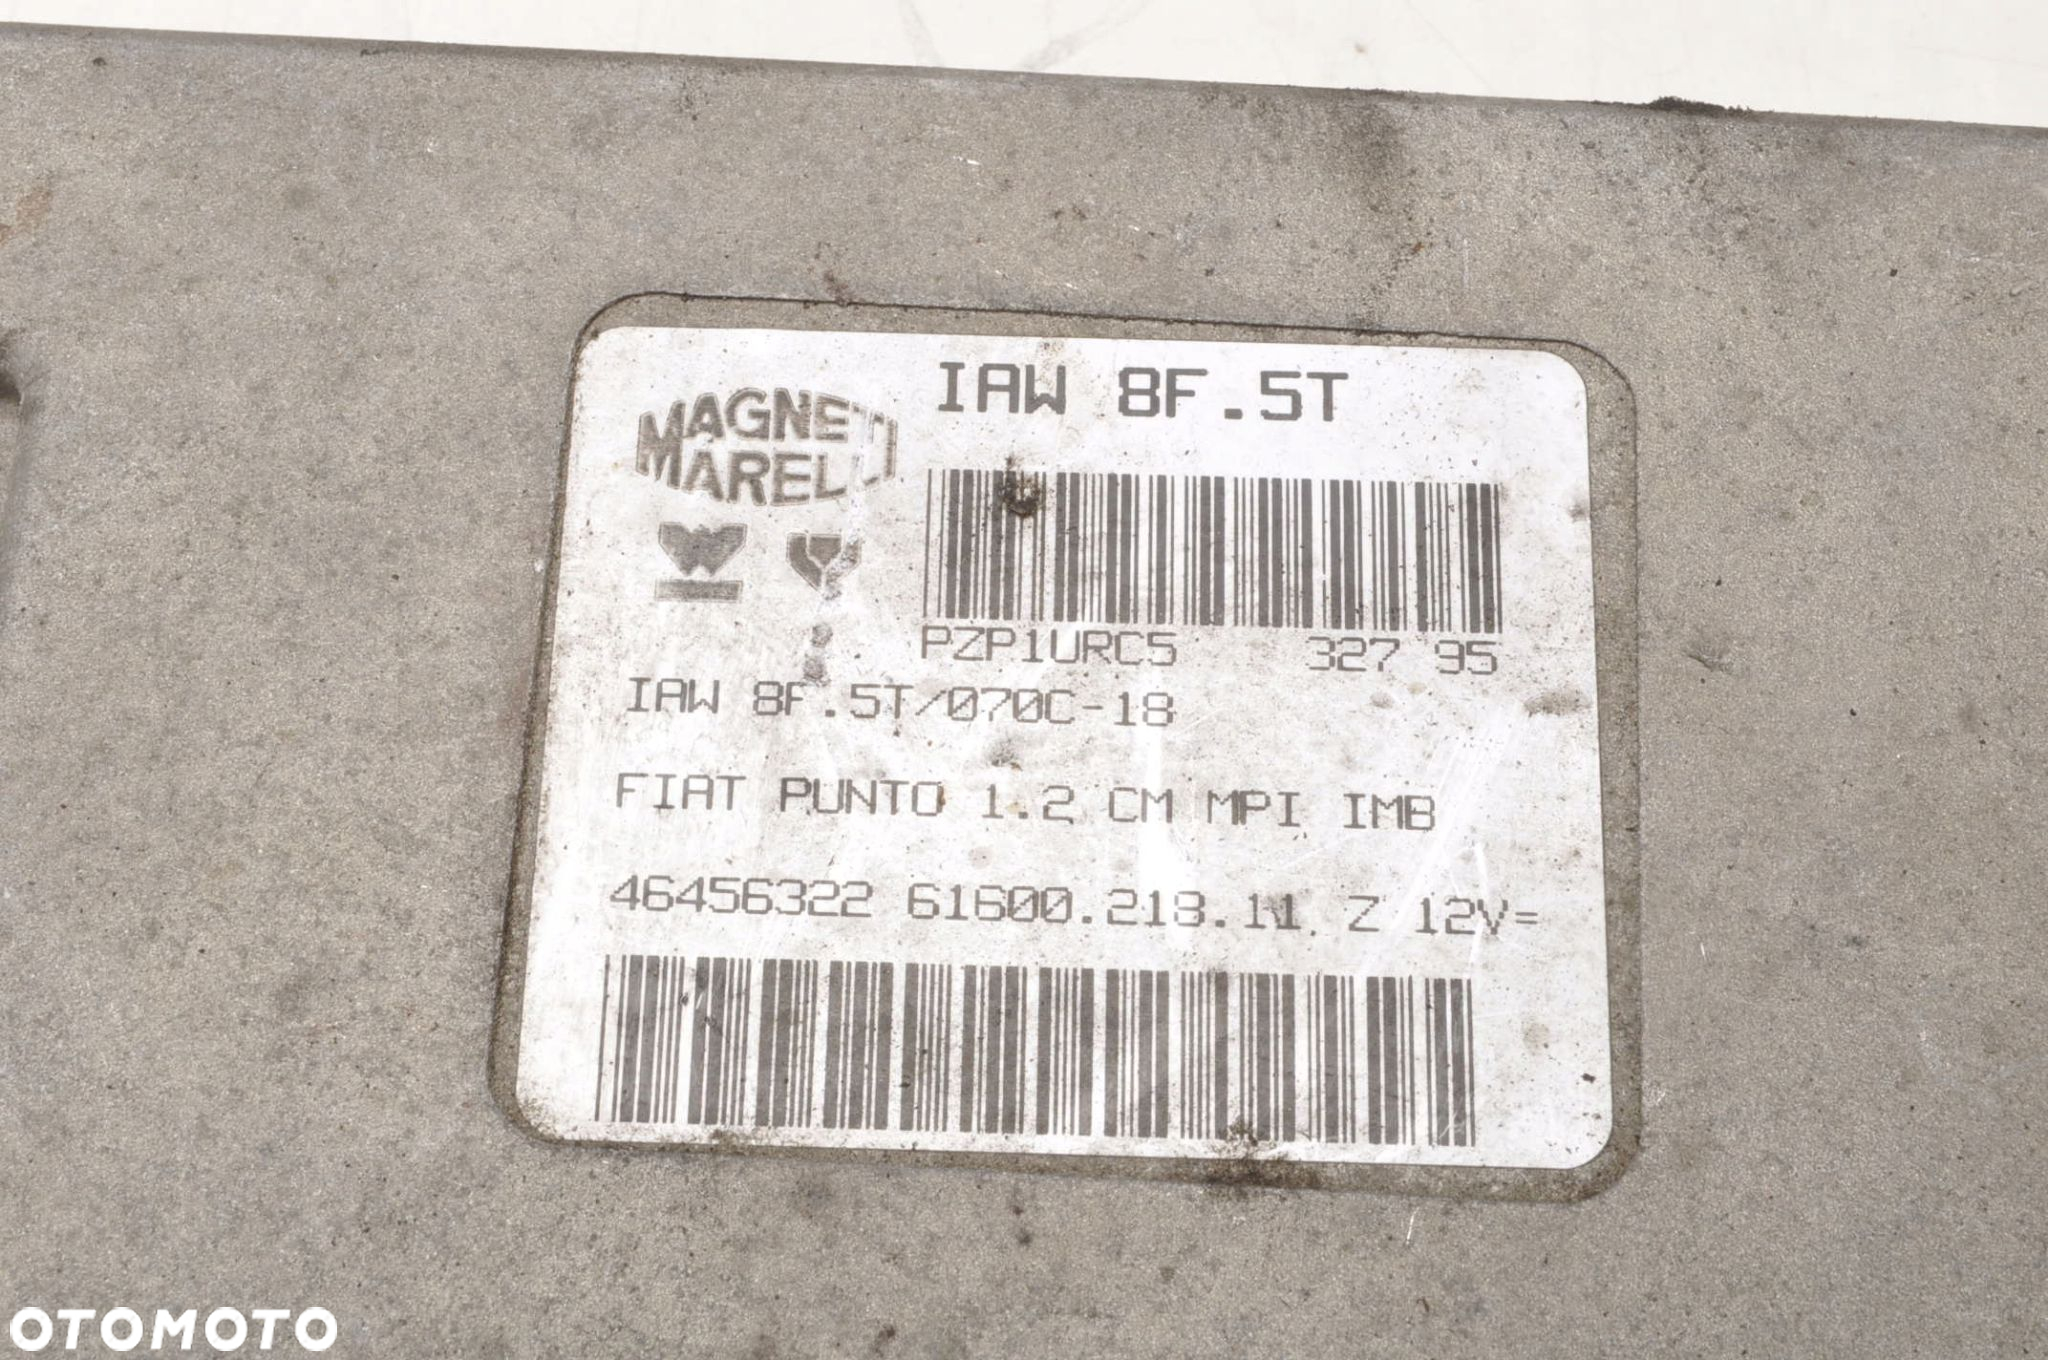 MAGNETI
MARELLI
IAW 8F.5T
PZP1URC5 327 95
IAW 8F.5T/070C-18
FIAT PUNTO 1.2 CM MPI IMB
46456322 61600.218.11 Z 12V=
OTOMOTO